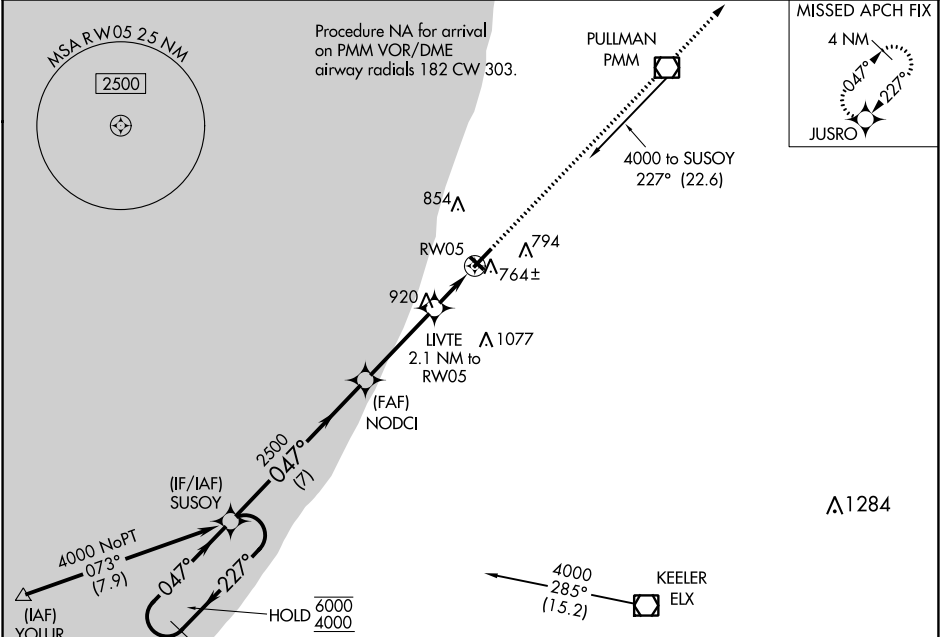 MSA RW05 25 NM
2500
Procedure NA for arrival
on PMM VOR/DME
airway radials 182 CW 303.
PULLMAN
PMM
MISSED APCH FIX
4 NM
047°
227°
JUSRO
4000 to SUSOY
227° (22.6)
854
RW05
794
764±
920
LIVTE
2.1 NM to
RW05
1077
(FAF)
NODCI
2500
047°
(7)
(IF/IAF)
SUSOY
4000 NoPT
073°
(7.9)
047°
227°
HOLD
6000
4000
(IAF)
1284
4000
285°
(15.2)
KEELER
ELX